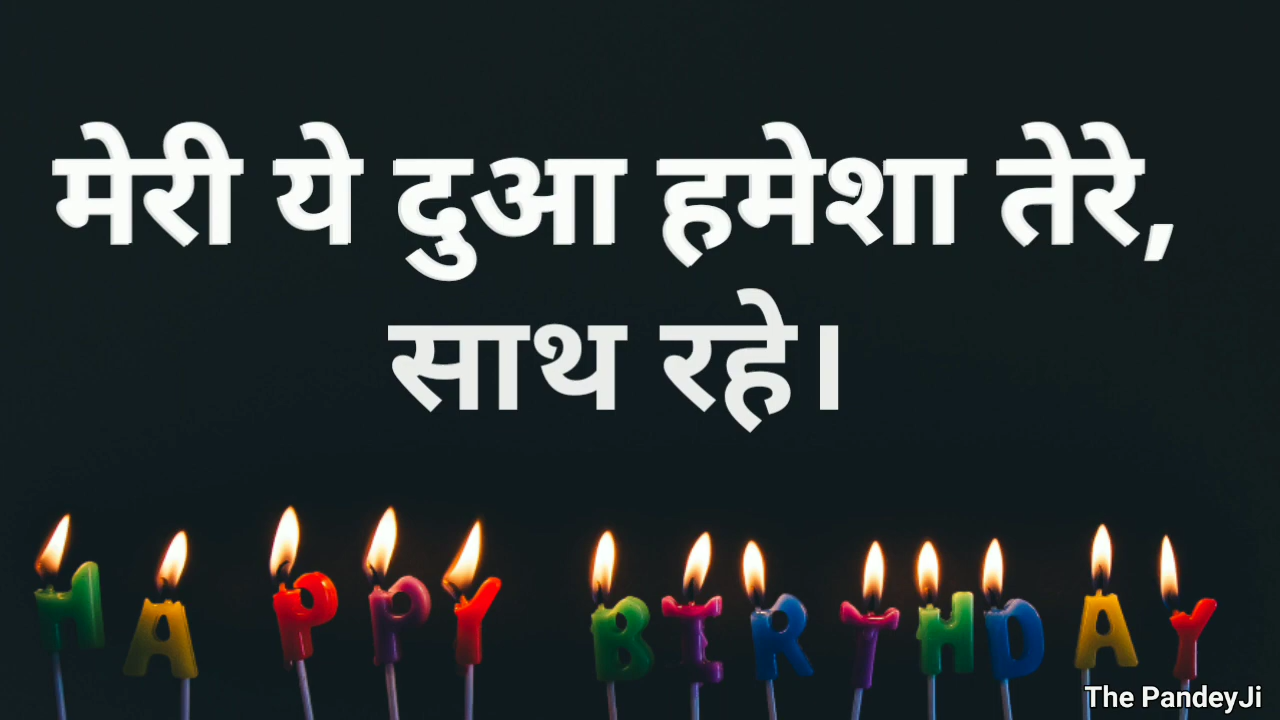 मेरी ये दुआ हमेशा तेरे,
साथ रहे।
HAPPY BIRTHDAY
The PandeyJi